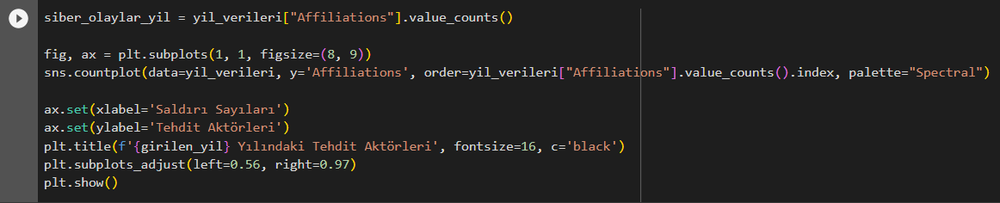 siber_olaylar_yil = yil_verileri["Affiliations"].value_counts()
fig, ax = plt.subplots(1, 1, figsize=(8, 9))
sns.countplot(data=yil_verileri, y='Affiliations', order=yil_verileri["Affiliations"].value_counts().index, palette="Spectral")
ax.set(xlabel='Saldırı Sayıları')
ax.set(ylabel='Tehdit Aktörleri')
plt.title(f'{girilen_yil} Yılındaki Tehdit Aktörleri', fontsize=16, c='black')
plt.subplots_adjust(left=0.56, right=0.97)
plt.show()